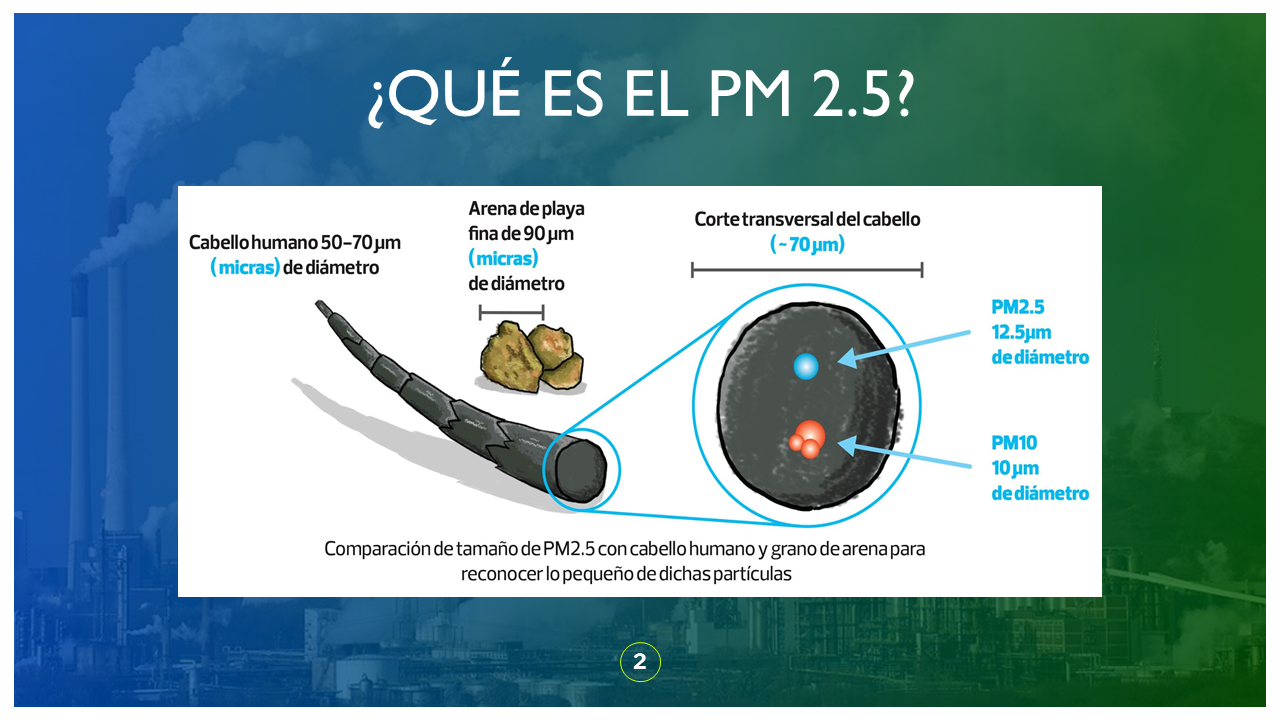 ¿QUÉ ES EL PM 2.5?
Cabello humano 50-70 µm
(micras) de diámetro
Arena de playa
fina de 90 µm
(micras)
de diámetro
Corte transversal del cabello
(~70 µm)
PM2.5
12.5µm
de diámetro
PM10
10 µm
de diámetro
Comparación de tamaño de PM2.5 con cabello humano y grano de arena para
reconocer lo pequeño de dichas partículas
2